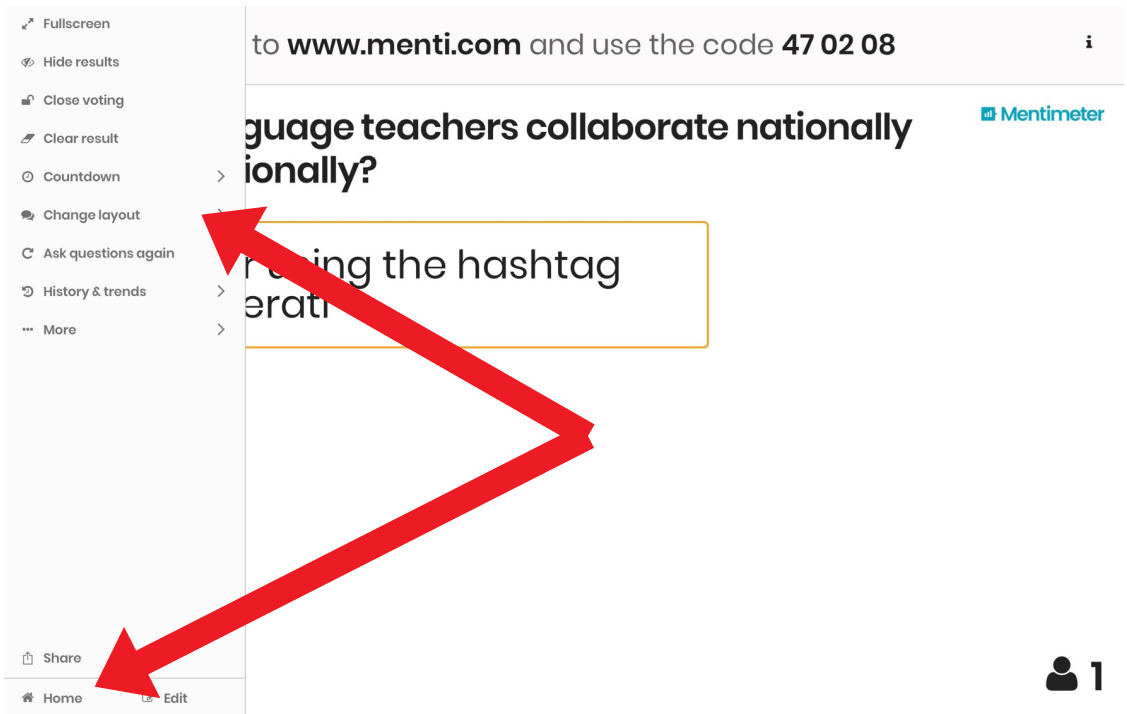 Fullscreen
Hide results
Close voting
Clear result
Countdown
Change layout
Ask questions again
History & trends
More
Share
Home Edit
to www.menti.com and use the code 47 02 08
i
Mentimeter
guage teachers collaborate nationally
ionally?
using the hashtag
erati
1